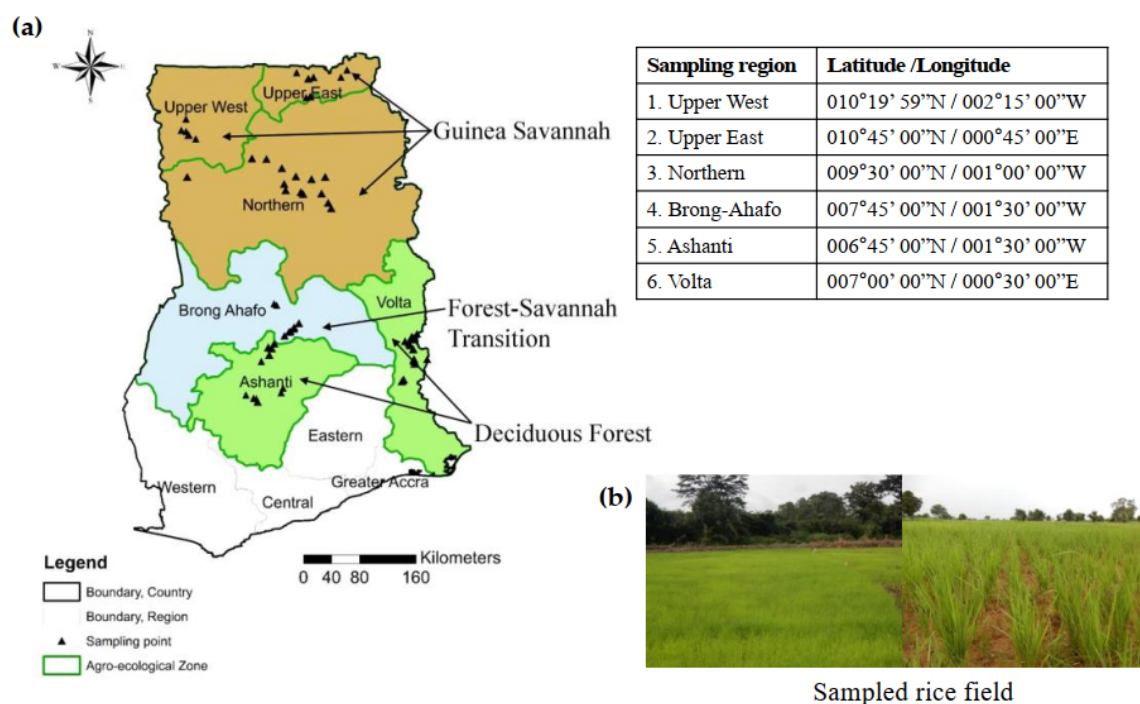 (a)
W
S
Upper West
Upper East
Guinea Savannah
Northern
Brong Ahafo
Volta
Forest-Savannah
Transition
Ashanti
Deciduous Forest
Eastern
Western
Central
Greater Accra
Legend
Boundary, Country
Boundary, Region
Sampling point
Agro-ecological Zone
Kilometers
0 40 80 160
Sampling region Latitude /Longitude
1. Upper West 010°19’ 59”N / 002°15’ 00”W
2. Upper East 010°45’ 00”N / 000°45’ 00”E
3. Northern 009°30’ 00”N / 001°00’ 00”W
4. Brong-Ahafo 007°45’ 00”N / 001°30’ 00”W
5. Ashanti 006°45’ 00”N / 001°30’ 00”W
6. Volta 007°00’ 00”N / 000°30’ 00”E
(b)
Sampled rice field